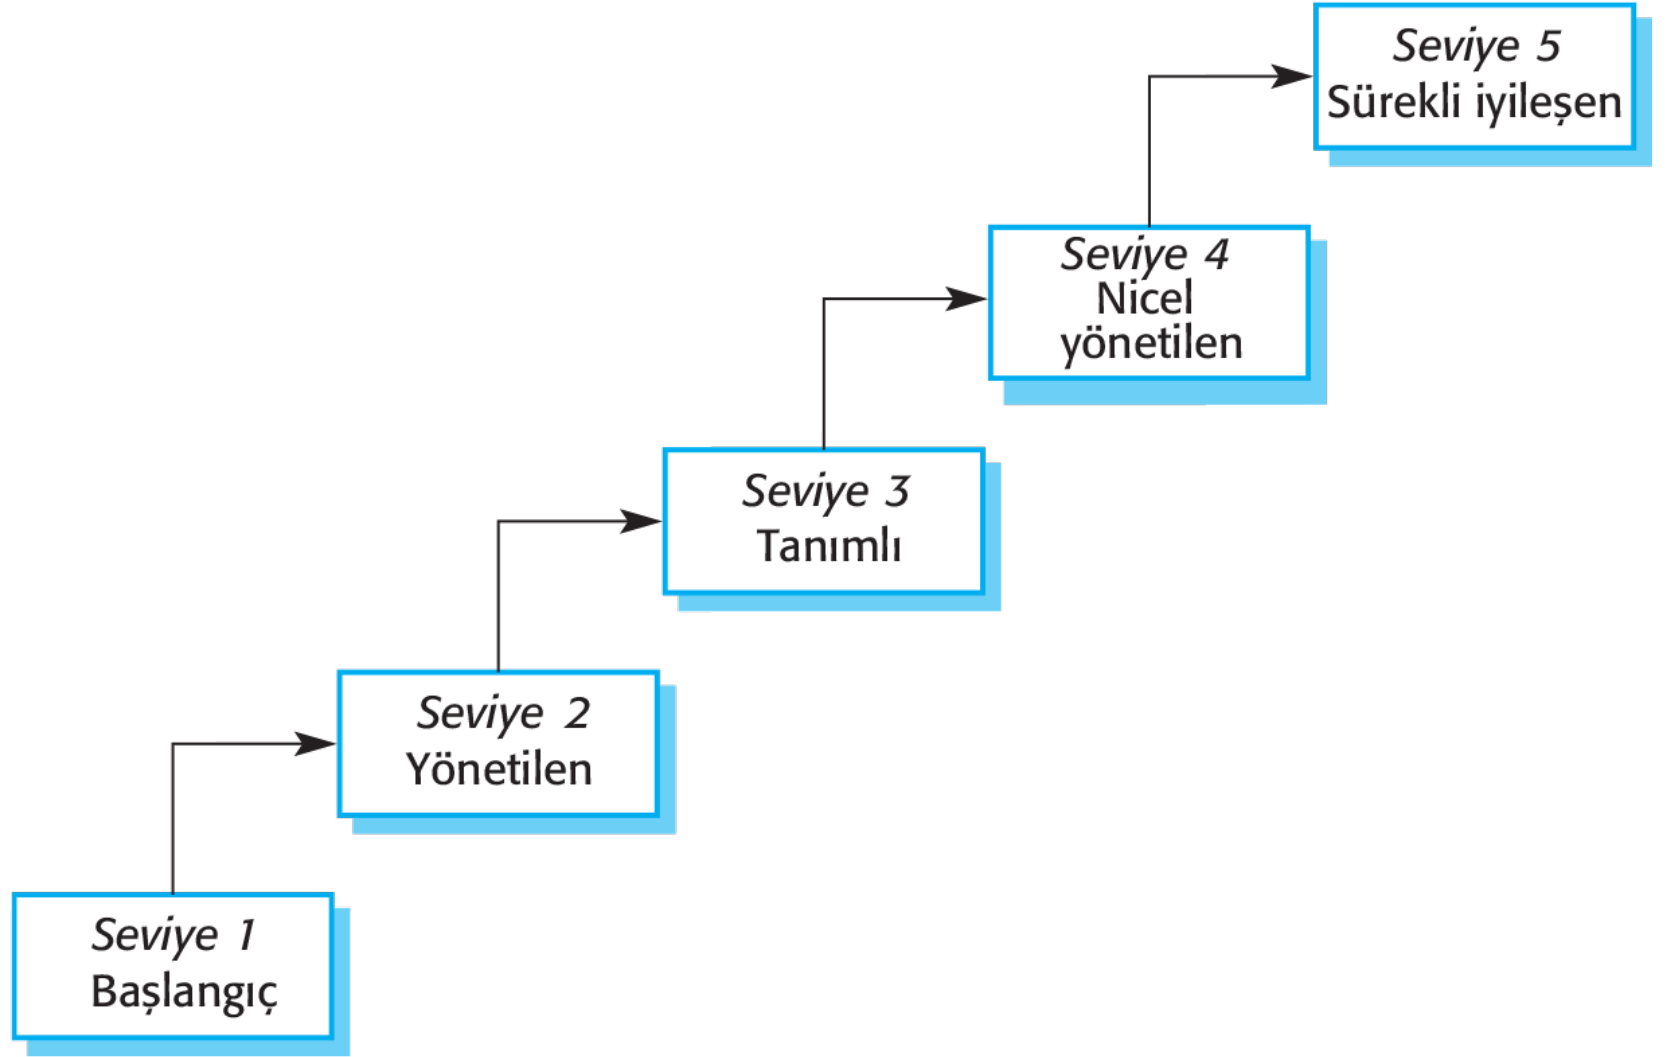 Seviye 5
Sürekli iyileşen
Seviye 4
Nicel
yönetilen
Seviye 3
Tanımlı
Seviye 2
Yönetilen
Seviye 1
Başlangıç